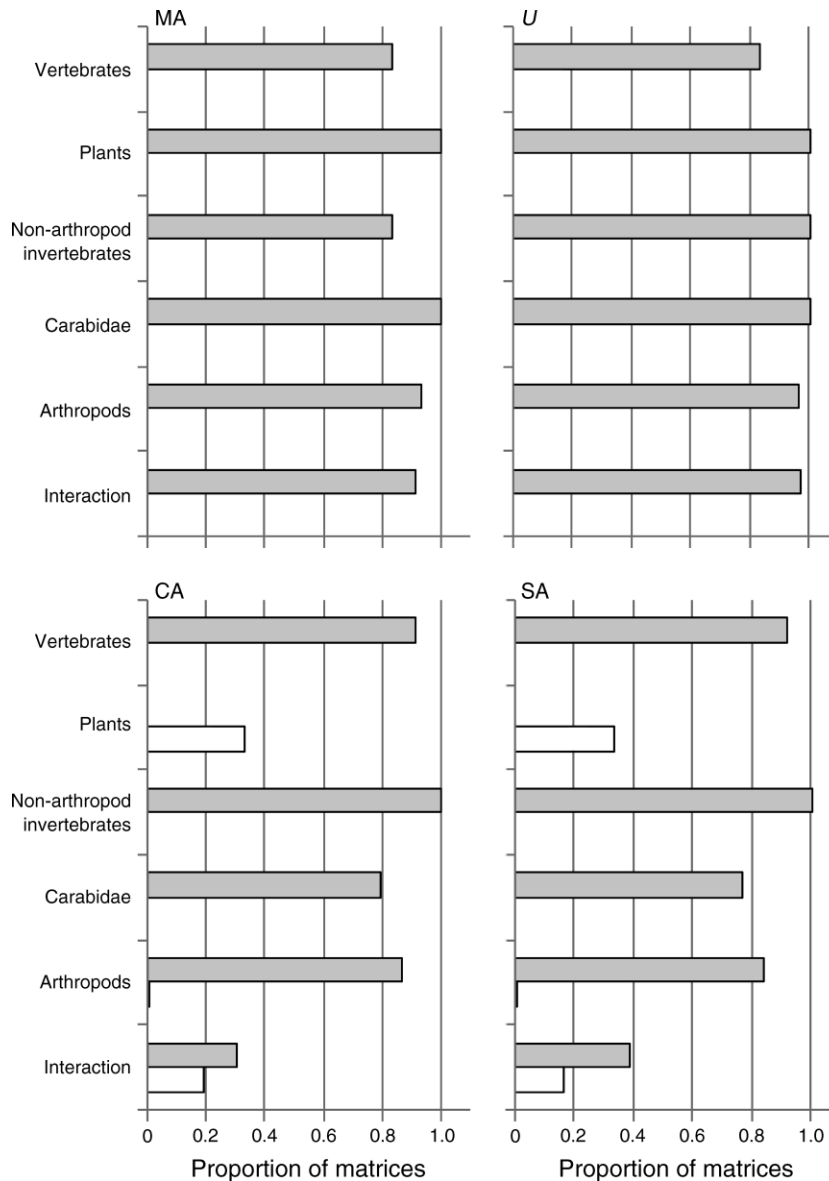 MA
U
Vertebrates
Plants
Non-arthropod
invertebrates
Carabidae
Arthropods
Interaction
CA
SA
Vertebrates
Plants
Non-arthropod
invertebrates
Carabidae
Arthropods
Interaction
0 0.2 0.4 0.6 0.8 1.0
0 0.2 0.4 0.6 0.8 1.0
Proportion of matrices
Proportion of matrices